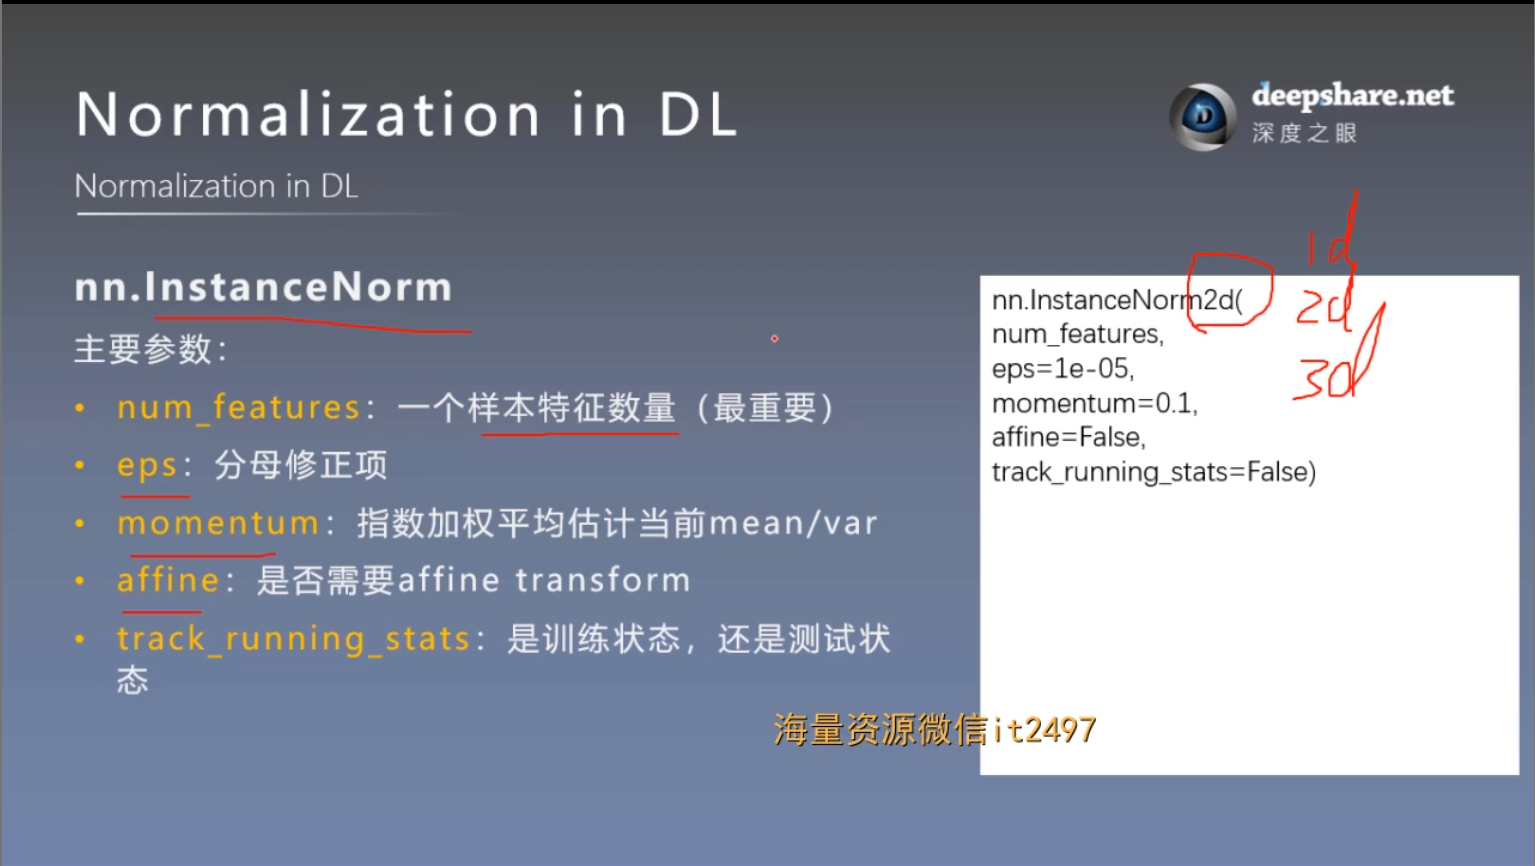 Normalization in DL
deepshare.net
深度之眼
Normalization in DL
nn.InstanceNorm
主要参数：
• num_features：一个样本特征数量（最重要）
• eps：分母修正项
• momentum：指数加权平均估计当前mean/var
• affine：是否需要affine transform
• track_running_stats：是训练状态，还是测试状
态
nn.InstanceNorm2d(
num_features,
eps=1e-05,
momentum=0.1,
affine=False,
track_running_stats=False)
1d
2d
3d
海量资源微信it2497